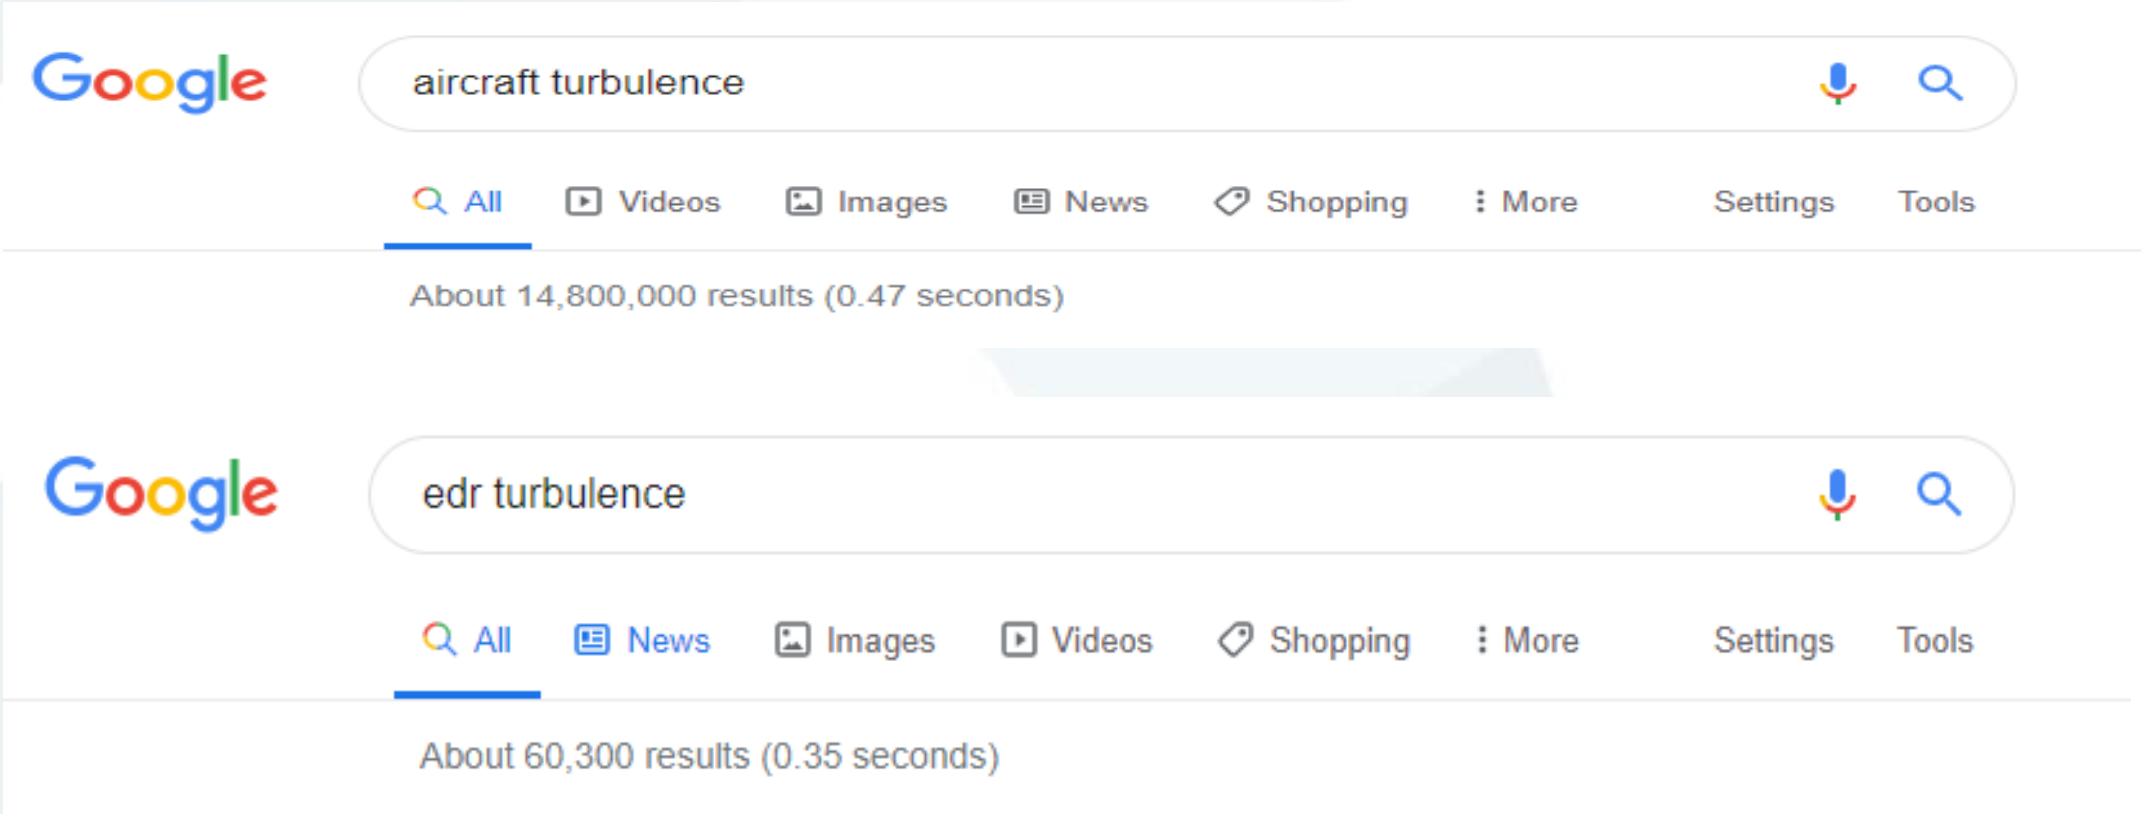 Google aircraft turbulence
All Videos Images News Shopping More Settings Tools
About 14,800,000 results (0.47 seconds)
Google edr turbulence
All News Images Videos Shopping More Settings Tools
About 60,300 results (0.35 seconds)